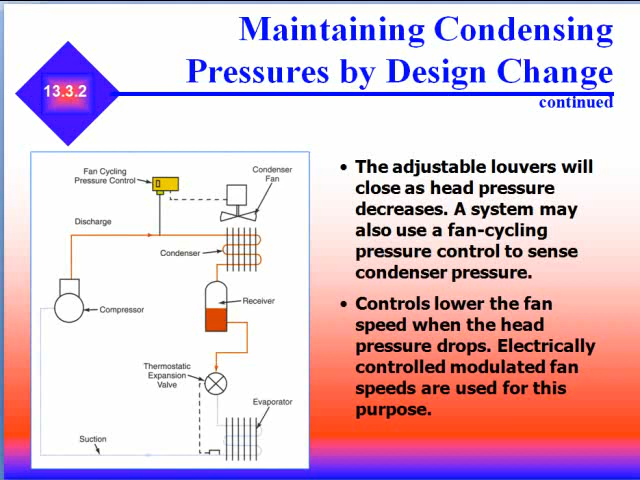 Maintaining Condensing
Pressures by Design Change
continued
13.3.2
Fan Cycling
Pressure Control
Condenser
Fan
Discharge
Condenser
Compressor
Receiver
Thermostatic
Expansion
Valve
Evaporator
Suction
• The adjustable louvers will
close as head pressure
decreases. A system may
also use a fan-cycling
pressure control to sense
condenser pressure.
• Controls lower the fan
speed when the head
pressure drops. Electrically
controlled modulated fan
speeds are used for this
purpose.